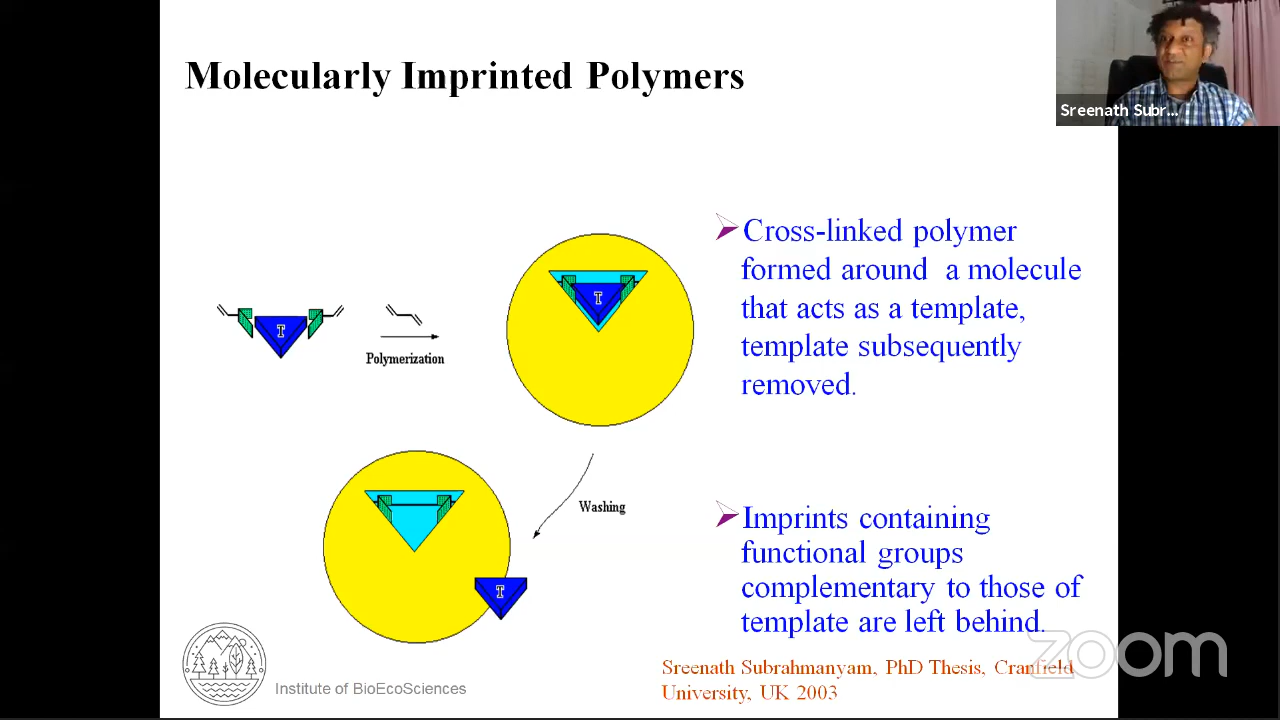 Molecularly Imprinted Polymers
Sreenath Subr...
Cross-linked polymer
formed around a molecule
that acts as a template,
template subsequently
removed.
T
T
Polymerization
Washing
T
Imprints containing
functional groups
complementary to those of
template are left behind.
Sreenath Subrahmanyam, PhD Thesis, Cranfield
University, UK 2003
Institute of BioEcoSciences
zoom